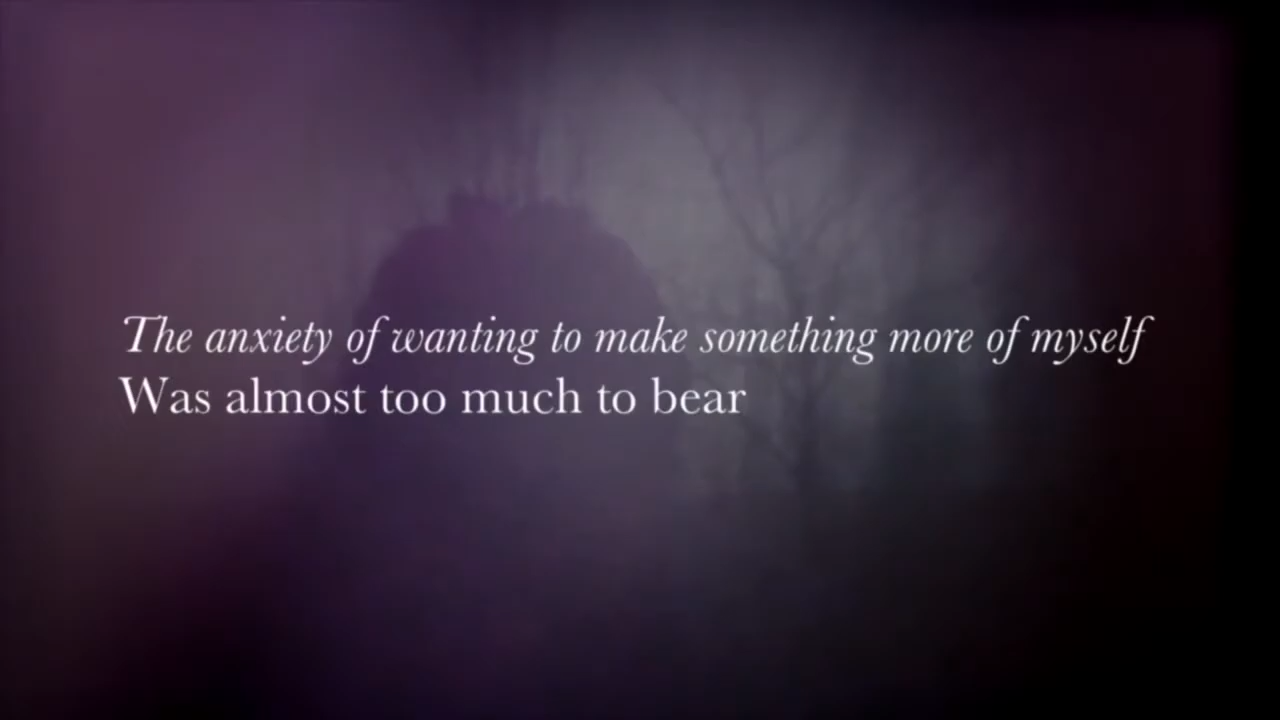 The anxiety of wanting to make something more of myself
Was almost too much to bear